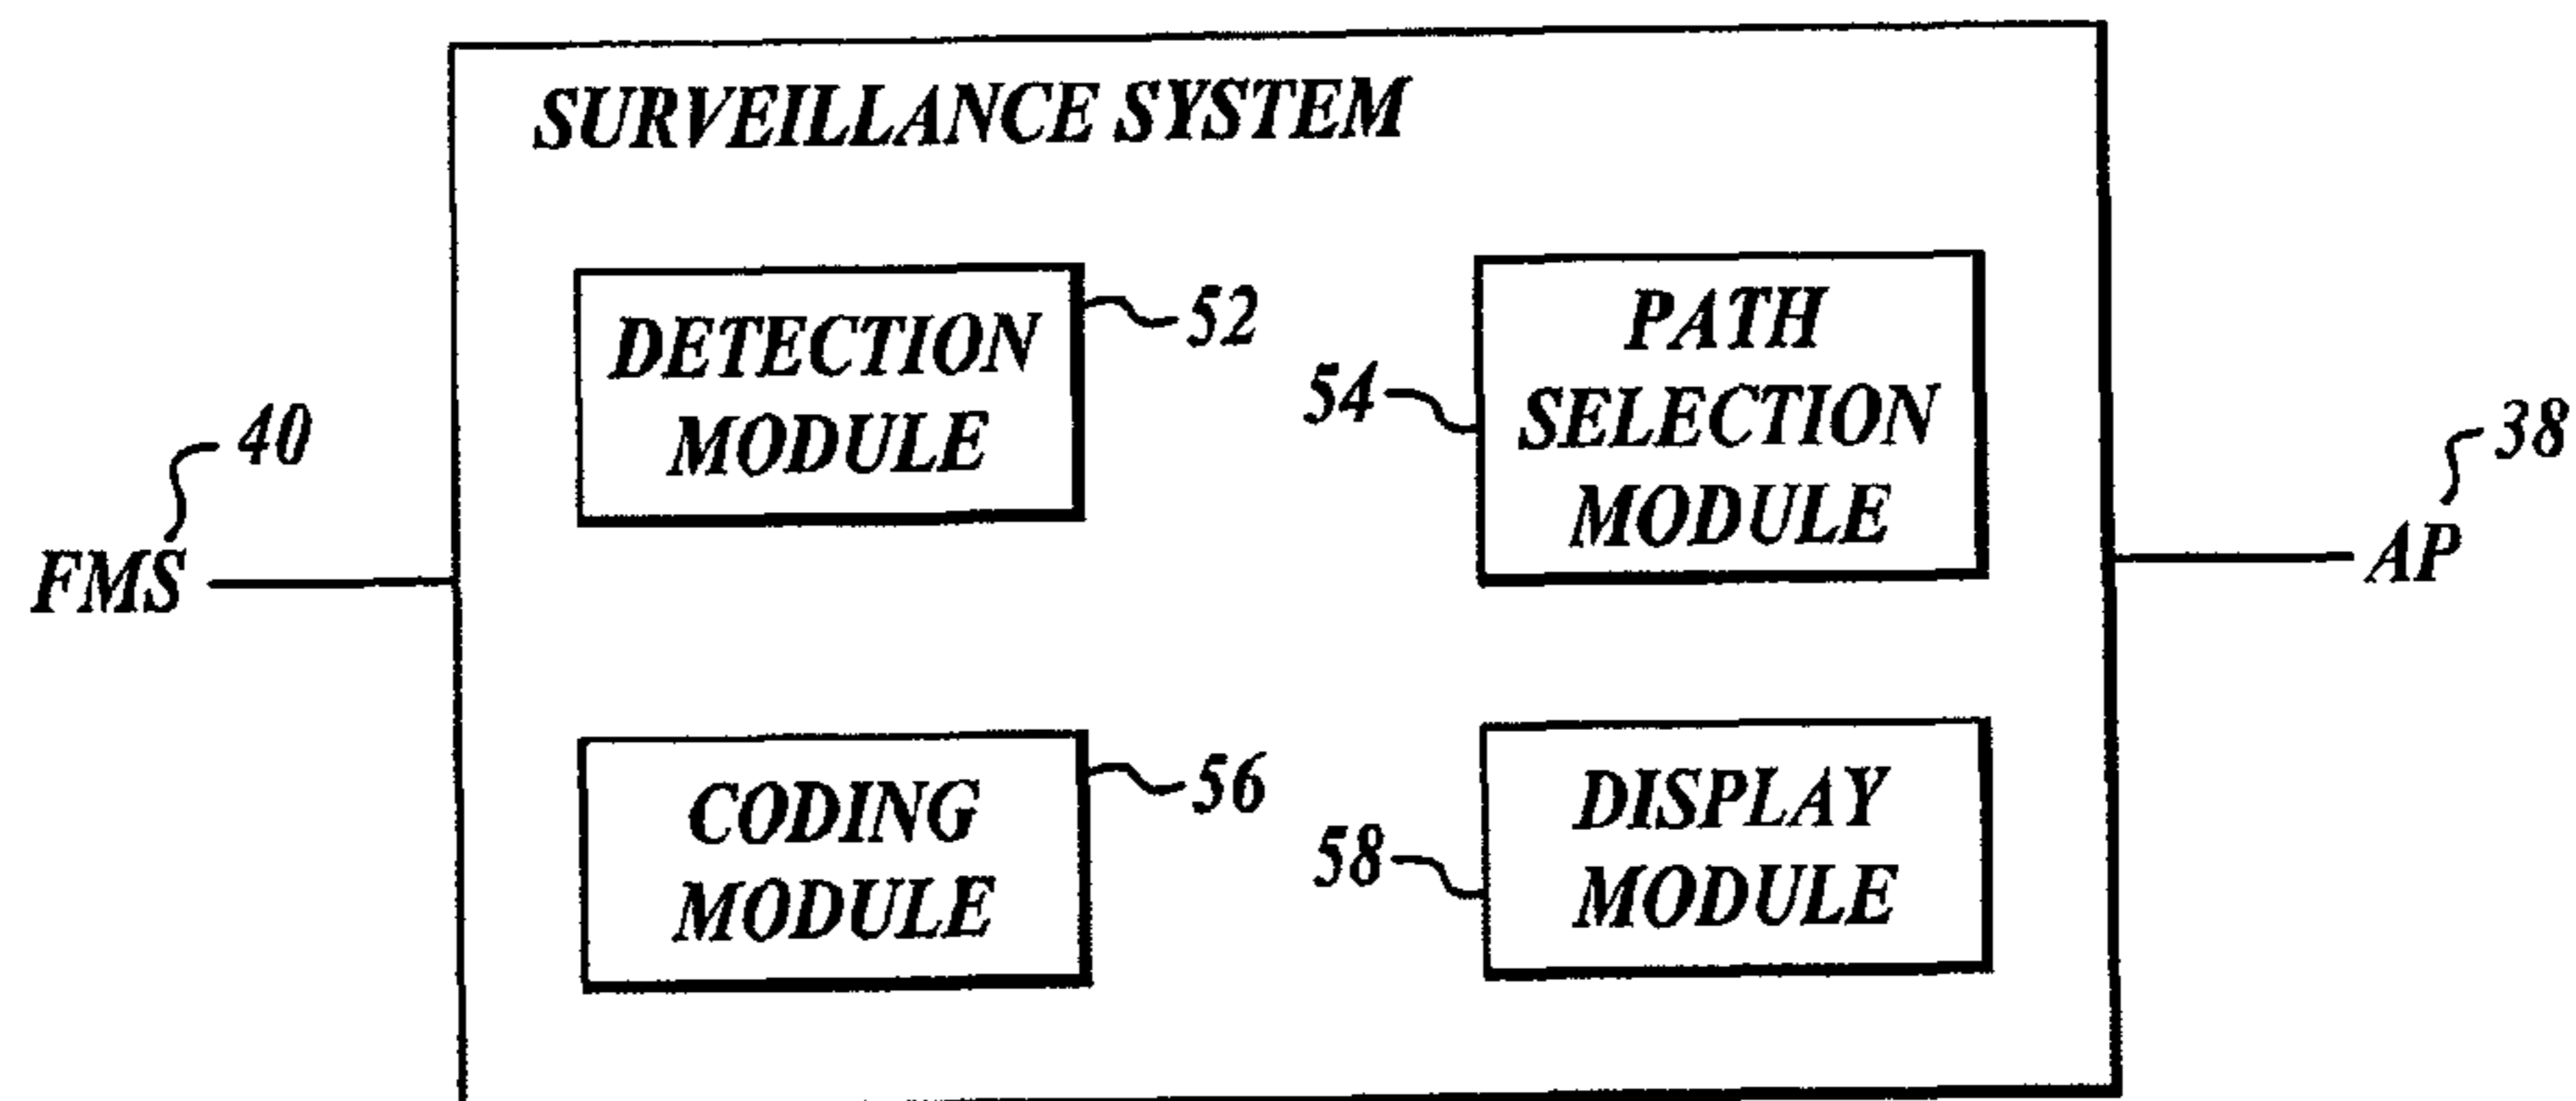 SURVEILLANCE SYSTEM
DETECTION
MODULE
52
PATH
SELECTION
MODULE
54
40
FMS
38
AP
CODING
MODULE
56
DISPLAY
MODULE
58